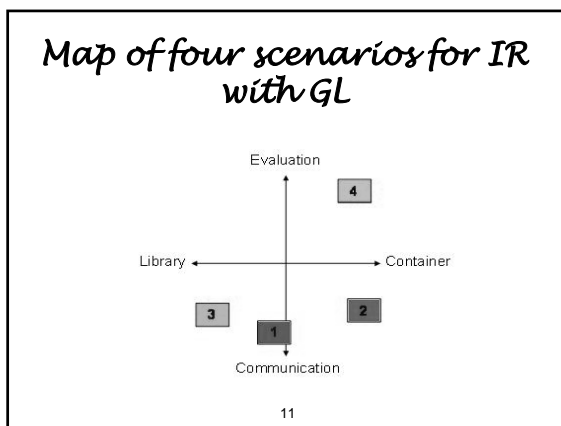 Map of four scenarios for IR
with GL
Evaluation
4
Library
Container
3
2
1
Communication
11